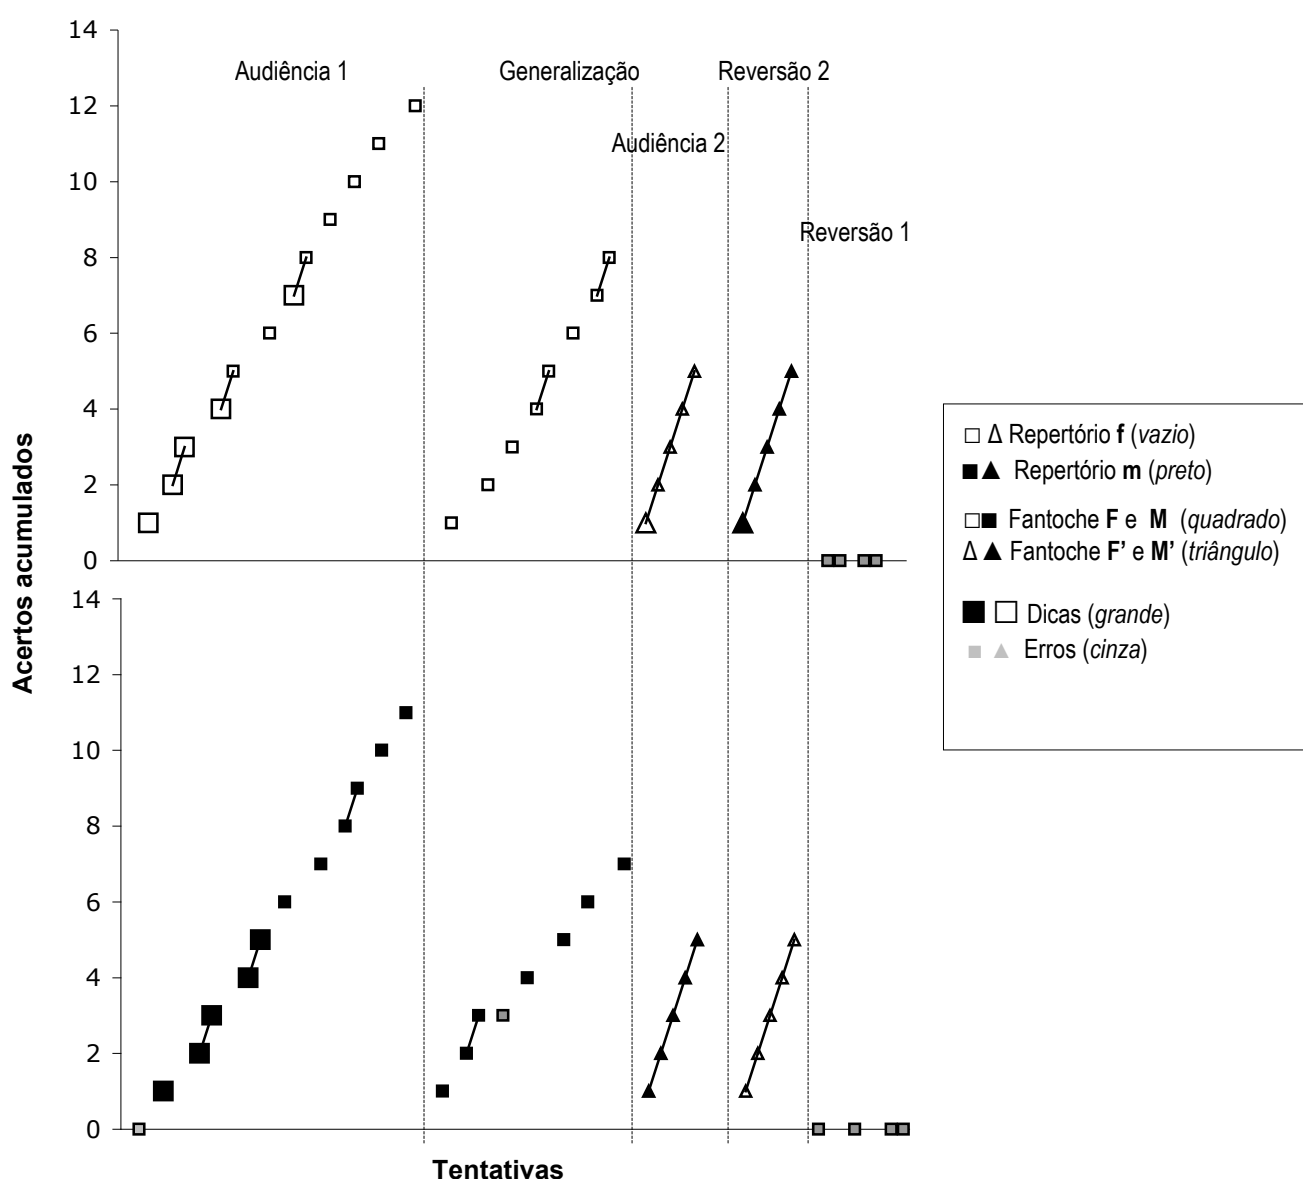 14
Audiência 1
Generalização
Reversão 2
12
Audiência 2
10
Reversão 1
8
6
4
2
0
Acertos acumulados
□ Δ Repertório f (vazio)
■▲ Repertório m (preto)
□■ Fantoche F e M (quadrado)
Δ ▲ Fantoche F' e M' (triângulo)
■ □ Dicas (grande)
■ ▲ Erros (cinza)
14
12
10
8
6
4
2
0
Tentativas